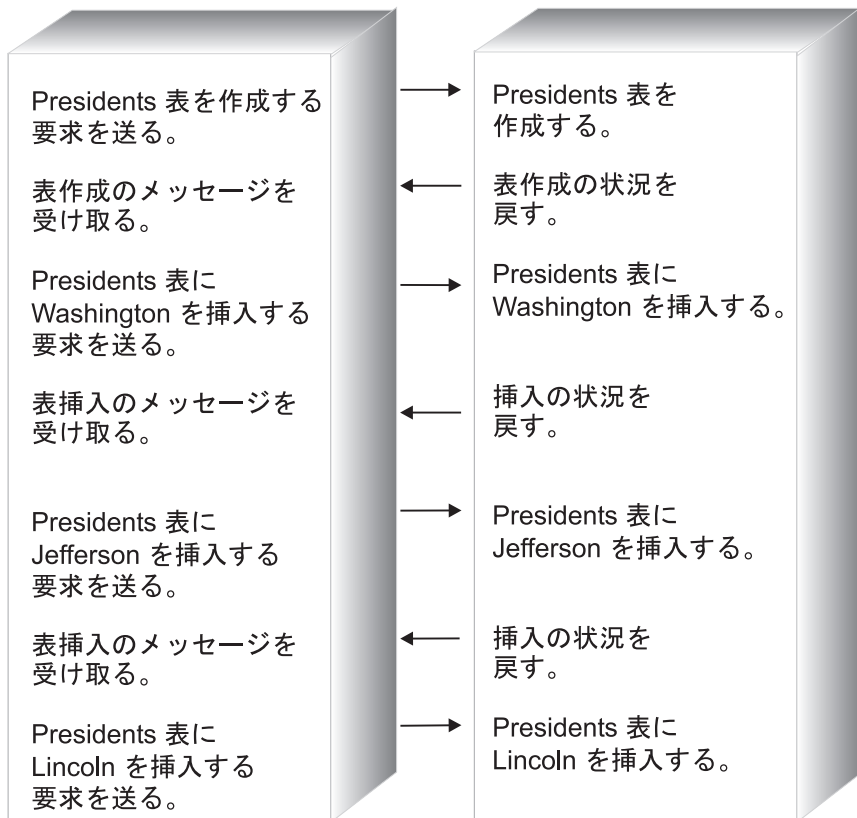 Presidents 表を作成する
要求を送る。
表作成のメッセージを
受け取る。
Presidents 表に
Washington を挿入する
要求を送る。
表挿入のメッセージを
受け取る。
Presidents 表に
Jefferson を挿入する
要求を送る。
表挿入のメッセージを
受け取る。
Presidents 表に
Lincoln を挿入する
要求を送る。
Presidents 表を
作成する。
表作成の状況を
戻す。
Presidents 表に
Washington を挿入する。
挿入の状況を
戻す。
Presidents 表に
Jefferson を挿入する。
挿入の状況を
戻す。
Presidents 表に
Lincoln を挿入する。